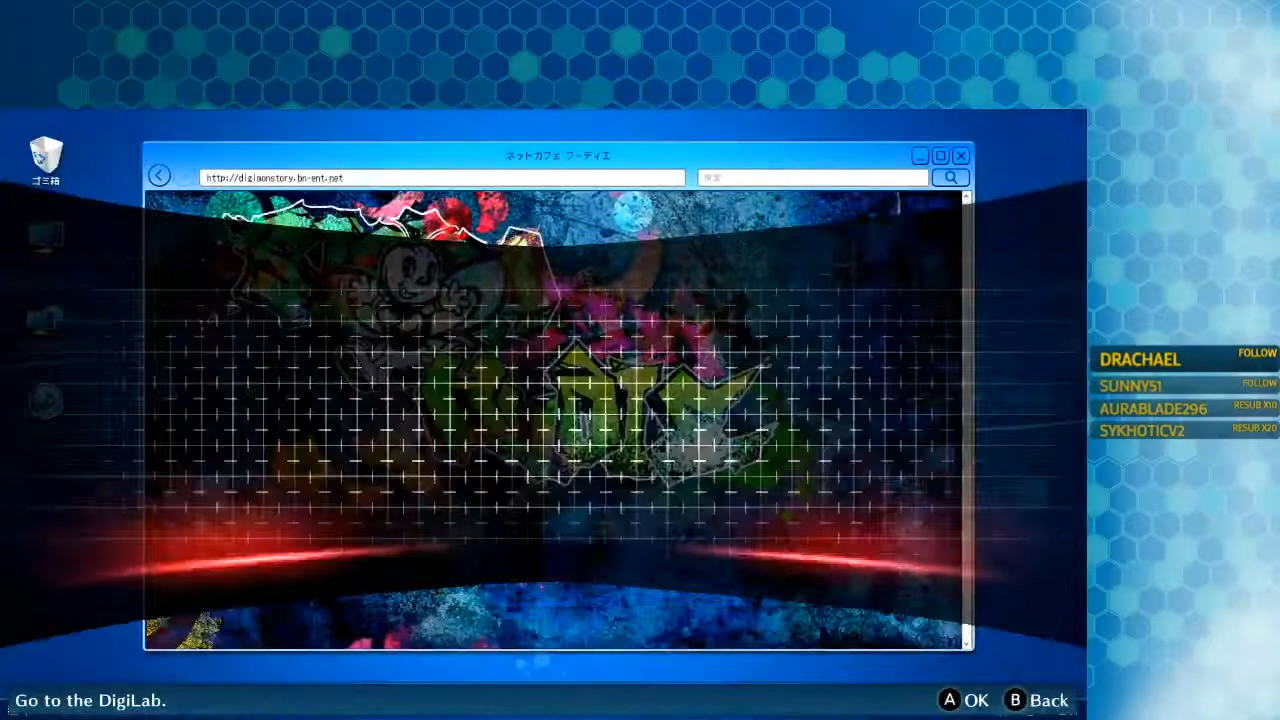 ネットカフェ フーディエ
ゴミ箱
http://digimonstory.bn-ent.net
検索
DRACHAEL FOLLOW
SUNNY51 FOLLOW
AURABLADE296 RESUB X10
SYKHOTICV2 RESUB X20
Go to the DigiLab.
A OK B Back